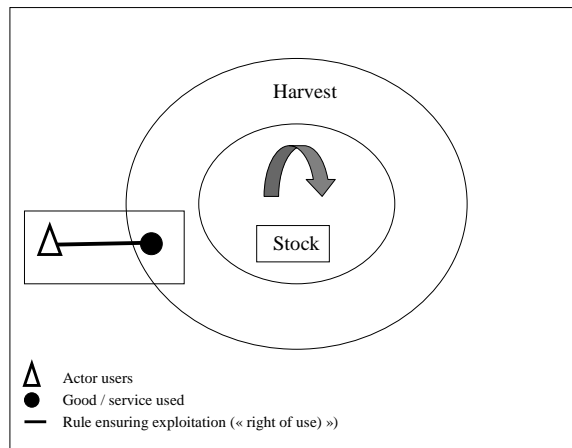 Harvest
Stock
Actor users
Good / service used
Rule ensuring exploitation (« right of use) »)